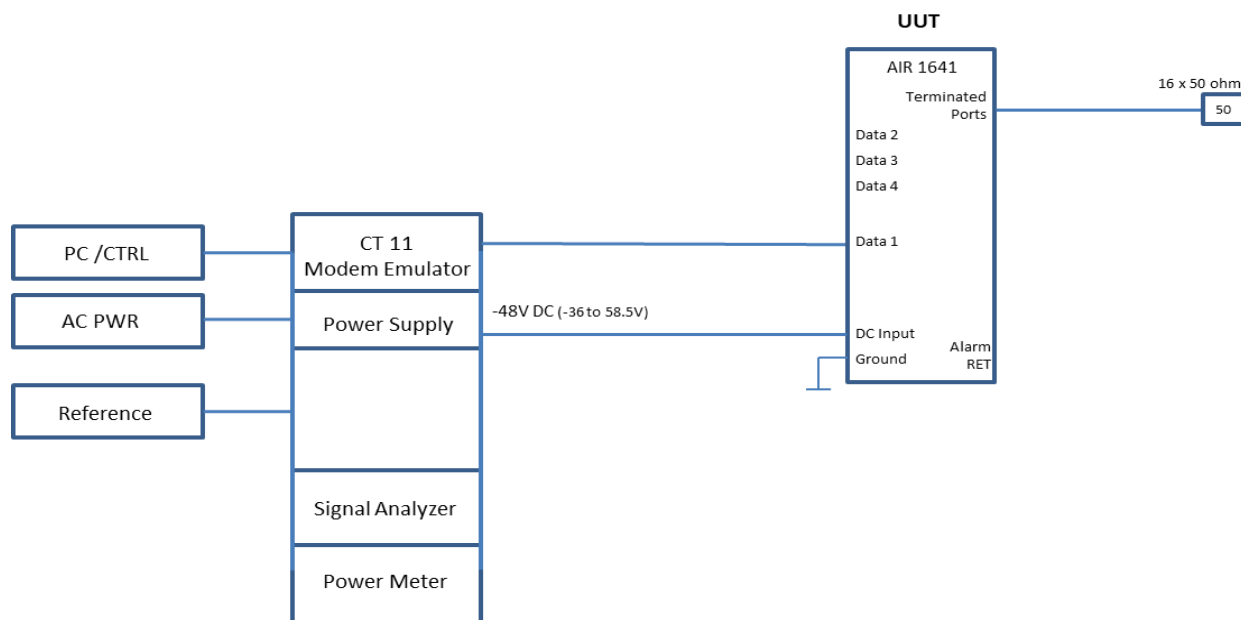 UUT
AIR 1641
Terminated
Ports
16 x 50 ohm
50
Data 2
Data 3
Data 4
Data 1
DC Input
Ground
Alarm
RET
PC /CTRL
AC PWR
Reference
CT 11
Modem Emulator
Power Supply
-48V DC (-36 to 58.5V)
Signal Analyzer
Power Meter